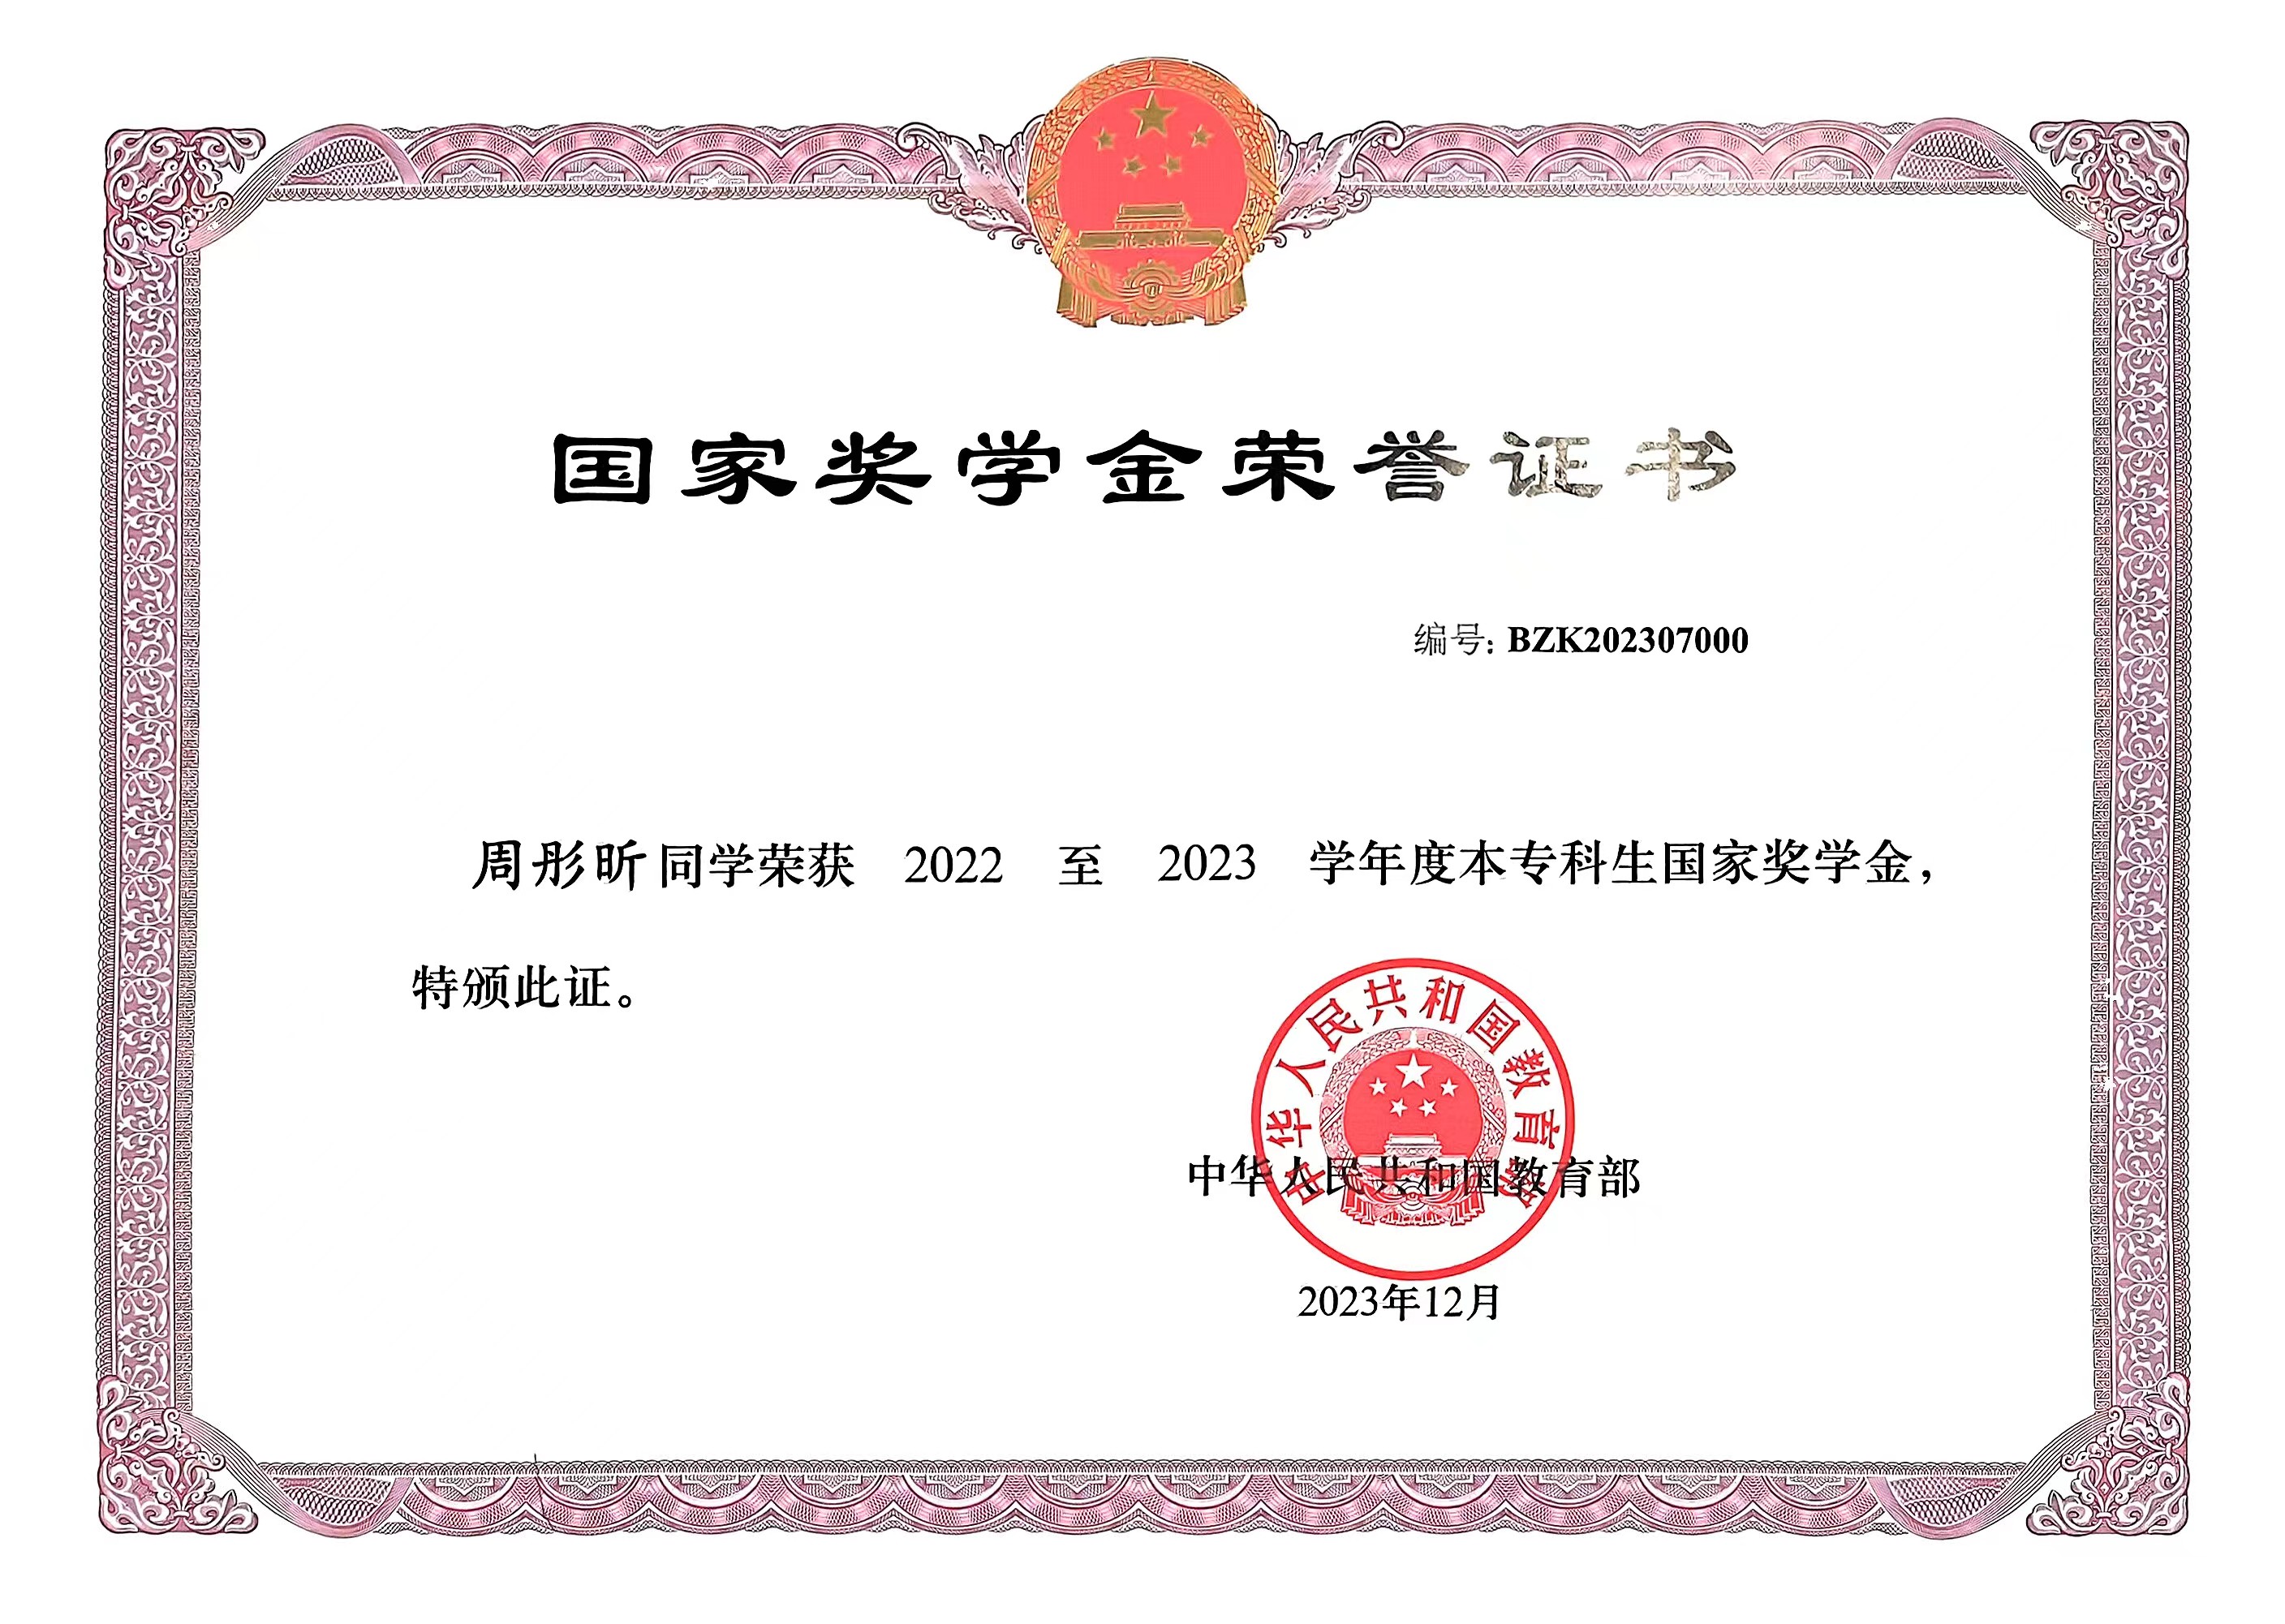 国家奖学金荣誉证书
编号: BZK202307000
周彤昕同学荣获 2022 至 2023 学年度本专科生国家奖学金，
特颁此证。
中华人民共和国教育部
中华人民共和国教育部
2023年12月